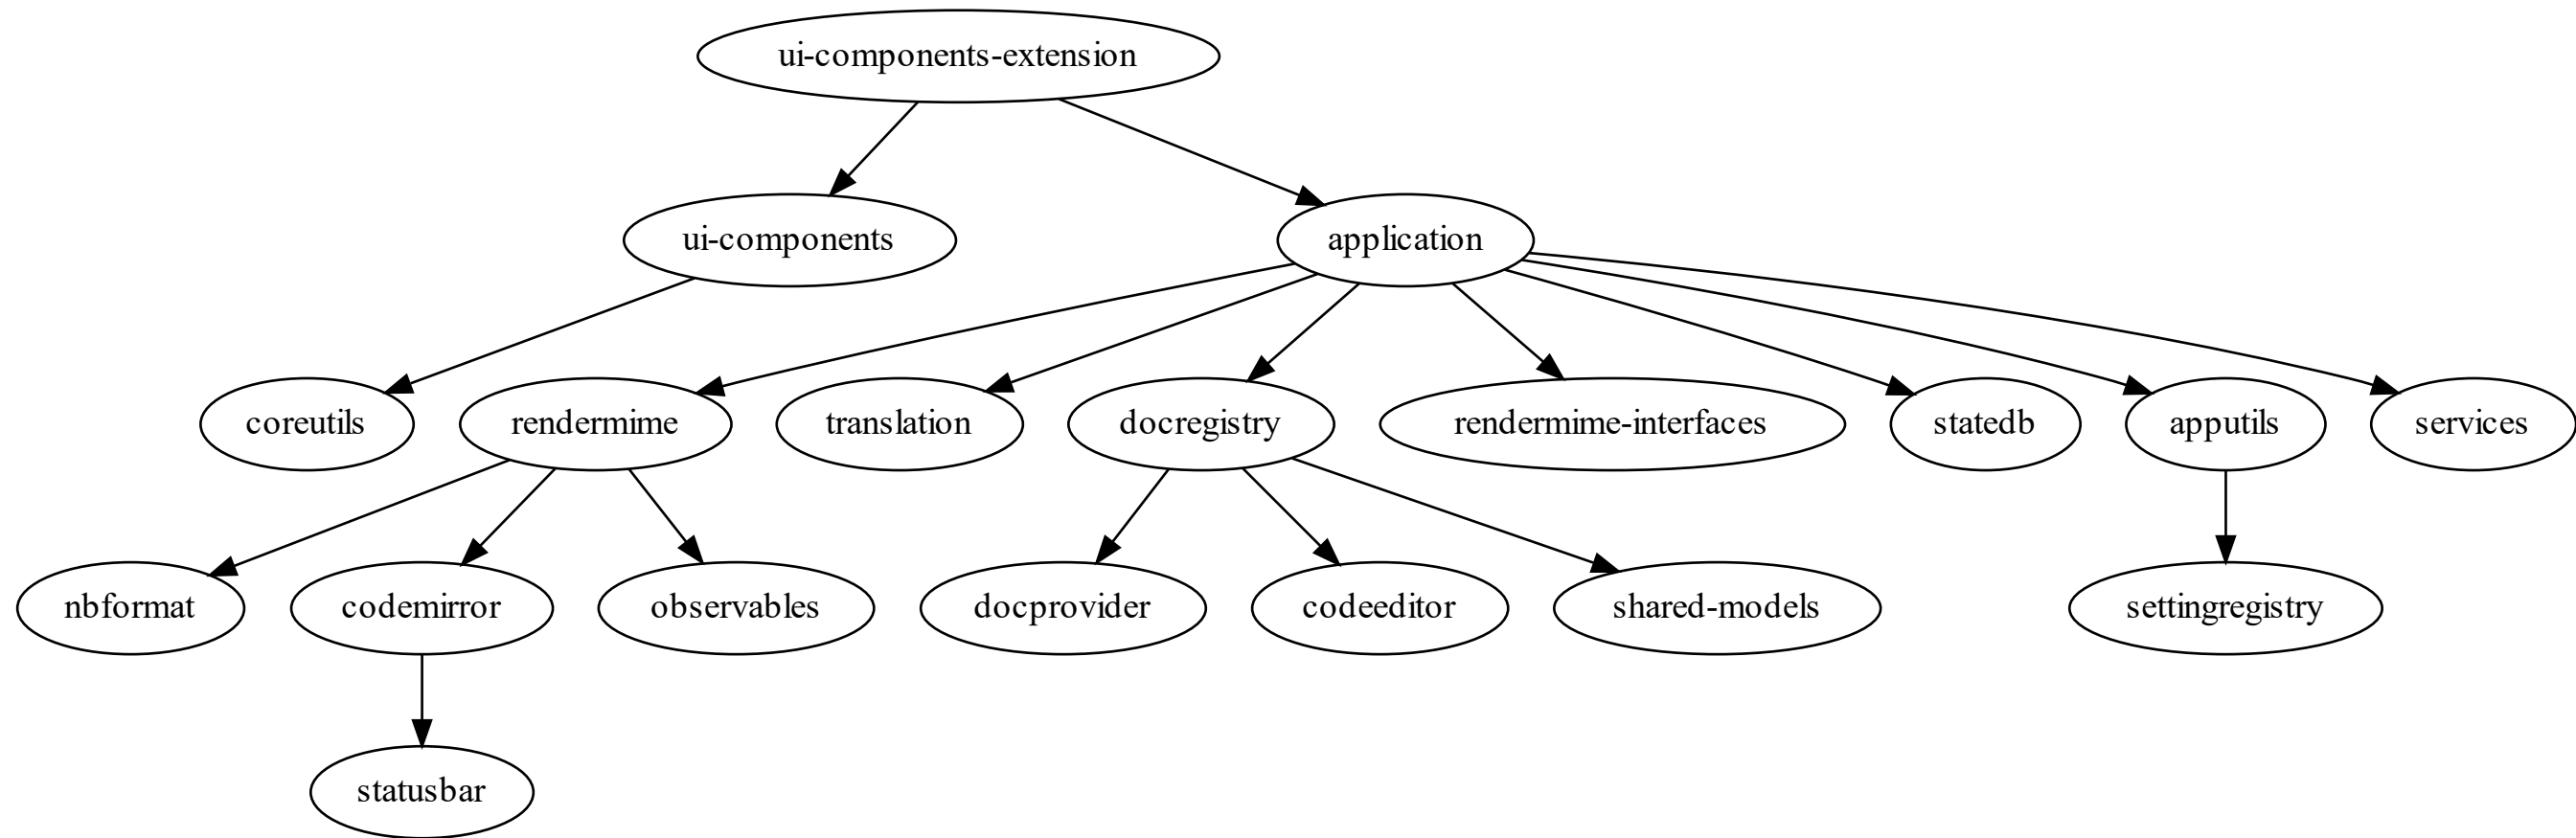 ui-components-extension
ui-components
application
coreutils
rendermime
translation
docregistry
rendermime-interfaces
statedb
apputils
services
nbformat
codemirror
observables
docprovider
codeeditor
shared-models
settingregistry
statusbar